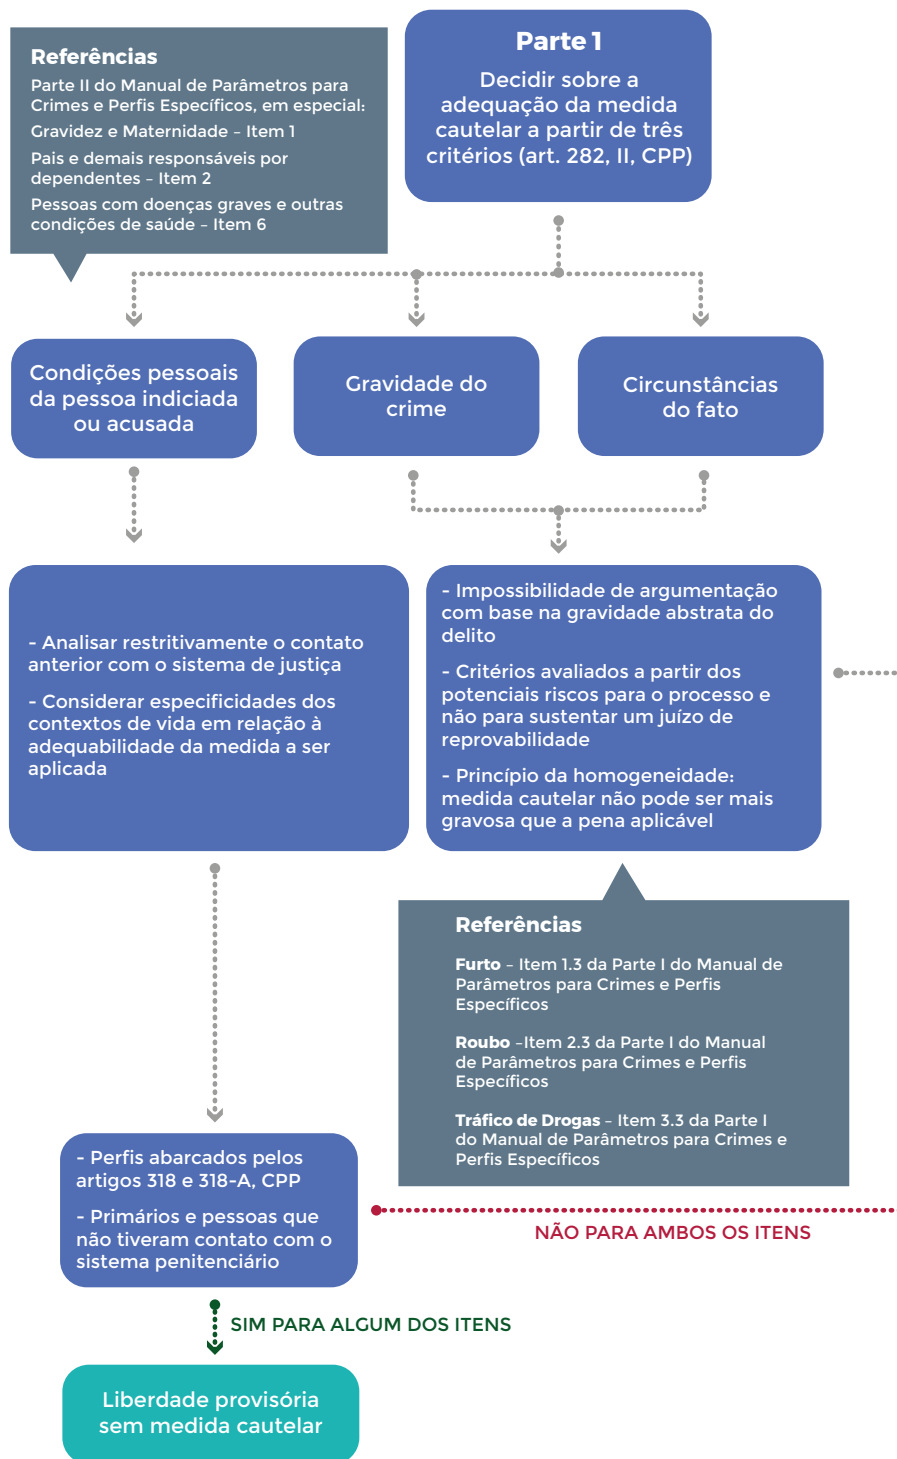 Referências
Parte II do Manual de Parâmetros para
Crimes e Perfis Específicos, em especial:
Gravidez e Maternidade – Item 1
Pais e demais responsáveis por
dependentes – Item 2
Pessoas com doenças graves e outras
condições de saúde – Item 6
Parte 1
Decidir sobre a
adequação da medida
cautelar a partir de três
critérios (art. 282, II, CPP)
Condições pessoais
da pessoa indiciada
ou acusada
Gravidade do
crime
Circunstâncias
do fato
- Analisar restritivamente o contato
anterior com o sistema de justiça
- Considerar especificidades dos
contextos de vida em relação à
adequabilidade da medida a ser
aplicada
- Impossibilidade de argumentação
com base na gravidade abstrata do
delito
- Critérios avaliados a partir dos
potenciais riscos para o processo e
não para sustentar um juízo de
reprovabilidade
- Princípio da homogeneidade:
medida cautelar não pode ser mais
gravosa que a pena aplicável
Referências
Furto – Item 1.3 da Parte I do Manual de
Parâmetros para Crimes e Perfis
Específicos
Roubo –Item 2.3 da Parte I do Manual
de Parâmetros para Crimes e Perfis
Específicos
Tráfico de Drogas – Item 3.3 da Parte I
do Manual de Parâmetros para Crimes e
Perfis Específicos
- Perfis abarcados pelos
artigos 318 e 318-A, CPP
- Primários e pessoas que
não tiveram contato com o
sistema penitenciário
NÃO PARA AMBOS OS ITENS
SIM PARA ALGUM DOS ITENS
Liberdade provisória
sem medida cautelar